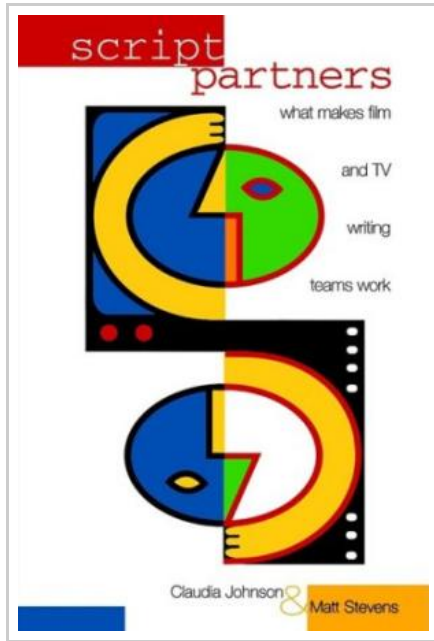 script
partners
what makes film
and TV
writing
teams work
Claudia Johnson & Matt Stevens